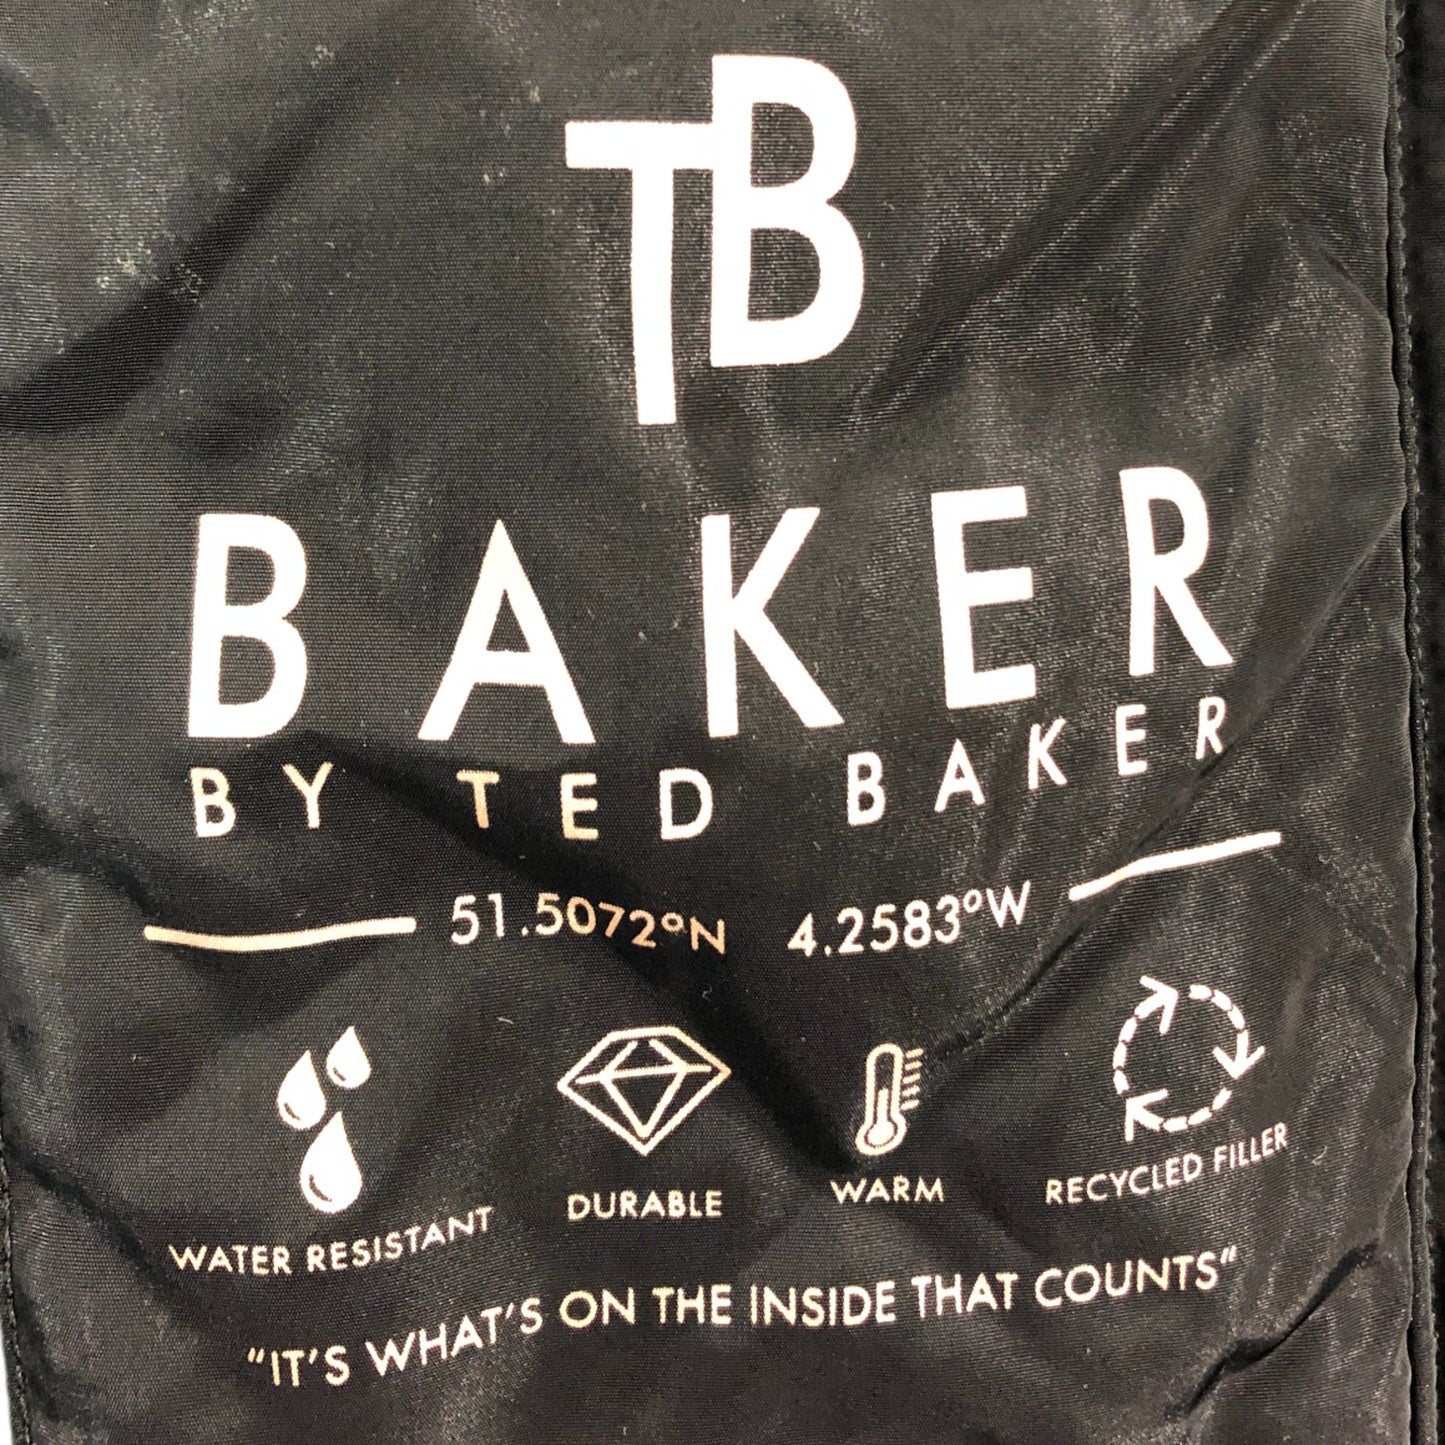 TB
BAKER
BY TED BAKER
51.5072°N 4.2583°W
WATER RESISTANT DURABLE WARM RECYCLED FILLER
"IT'S WHAT'S ON THE INSIDE THAT COUNTS"